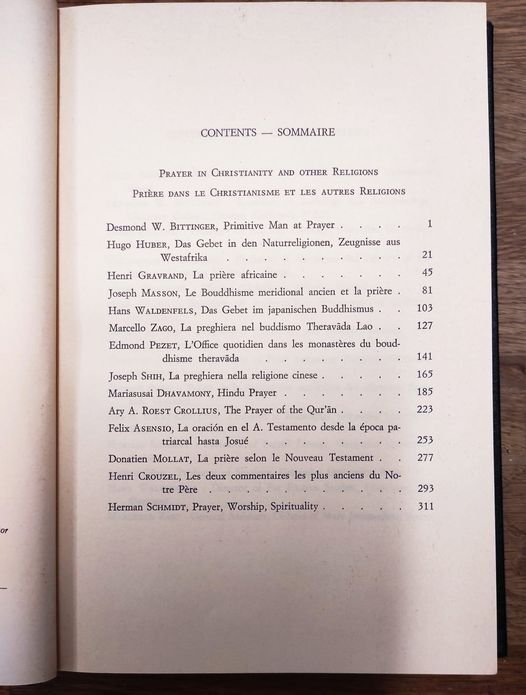 CONTENTS — SOMMAIRE
PRAYER IN CHRISTIANITY AND OTHER RELIGIONS
PRIÈRE DANS LE CHRISTIANISME ET LES AUTRES RELIGIONS
Desmond W. BITTINGER, Primitive Man at Prayer . . . . 1
Hugo HUBER, Das Gebet in den Naturreligionen, Zeugnisse aus
Westafrika . . . . . . . . . 21
Henri GRAVRAND, La prière africaine . . . . . . 45
Joseph MASSON, Le Bouddhisme meridional ancien et la prière . 81
Hans WALDENFELS, Das Gebet im japanischen Buddhismus . . 103
Marcello ZAGO, La preghiera nel buddismo Theravāda Lao . . 127
Edmond PEZET, L'Office quotidien dans les monastères du boud-
dhisme theravāda . . . . . . . 141
Joseph SHIH, La preghiera nella religione cinese . . . . 165
Mariasusai DHAVAMONY, Hindu Prayer . . . . . . 185
Ary A. ROEST CROLLIUS, The Prayer of the Qur'ān . . . . 223
Felix ASENSIO, La oración en el A. Testamento desde la época pa-
triarcal hasta Josué . . . . . . . 253
Donatien MOLLAT, La prière selon le Nouveau Testament . . 277
Henri CROUZEL, Les deux commentaires les plus anciens du No-
tre Père . . . . . . . . . . 293
Herman SCHMIDT, Prayer, Worship, Spirituality . . . . . 311